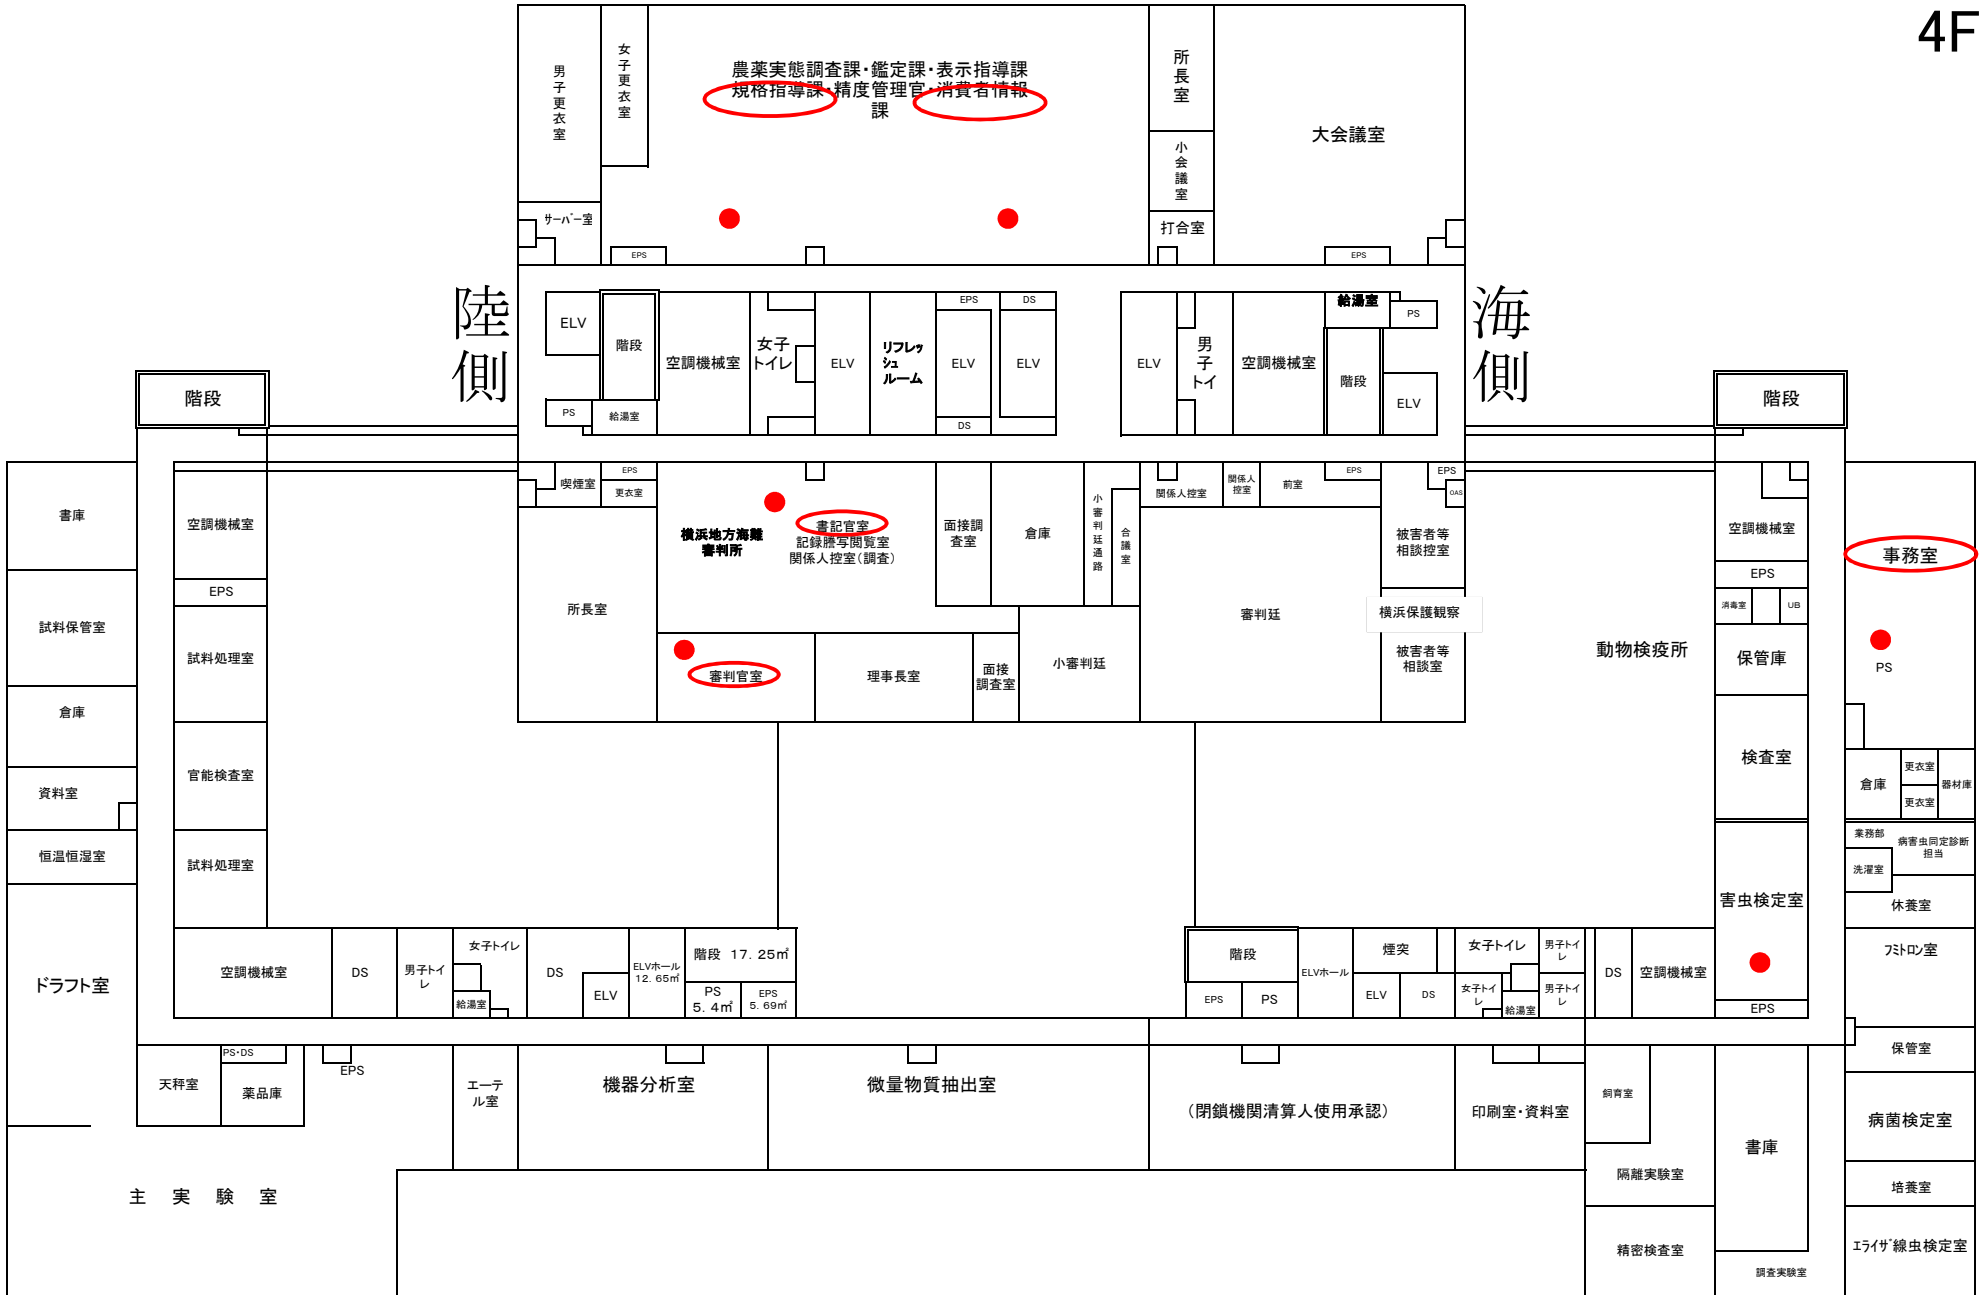 4F
男子更衣室
女子更衣室
農薬実態調査課・鑑定課・表示指導課
規格指導課・精度管理官・消費者情報
課
所長室
小会議室
打合室
大会議室
サーバー室
EPS
EPS
陸側
海側
ELV
階段
空調機械室
女子
トイレ
ELV
リフレッ
シュ
ルーム
EPS
ELV
DS
DS
ELV
PS
給湯室
ELV
男子トイ
空調機械室
給湯室
PS
階段
ELV
階段
階段
喫煙室
EPS
更衣室
横浜地方海難
審判所
書記官室
記録謄写閲覧室
関係人控室(調査)
面接調
査室
倉庫
小審判廷通路
合議室
関係人控室
関係人
控室
前室
EPS
EPS
OAS
被害者等
相談控室
横浜保護観察
被害者等
相談室
所長室
審判官室
理事長室
面接
調査室
小審判廷
審判廷
動物検疫所
書庫
試料保管室
倉庫
資料室
恒温恒湿室
ドラフト室
空調機械室
EPS
試料処理室
官能検査室
試料処理室
空調機械室
EPS
消毒室
UB
保管庫
検査室
害虫検定室
EPS
事務室
PS
倉庫
更衣室
更衣室
器材庫
業務部
病害虫同定診断
担当
洗濯室
休養室
フミトロン室
保管室
病菌検定室
培養室
エライザ線虫検定室
空調機械室
DS
男子トイ
レ
女子トイレ
給湯室
DS
ELV
ELVホール
12. 65㎡
階段 17. 25㎡
PS
5. 4㎡
EPS
5. 69㎡
階段
EPS
PS
ELVホール
煙突
ELV
DS
女子トイレ
女子トイ
レ
給湯室
男子トイ
レ
男子トイ
レ
DS
空調機械室
天秤室
PS・DS
薬品庫
EPS
エーテ
ル室
機器分析室
微量物質抽出室
(閉鎖機関清算人使用承認)
印刷室・資料室
飼育室
隔離実験室
精密検査室
書庫
調査実験室
主 実 験 室